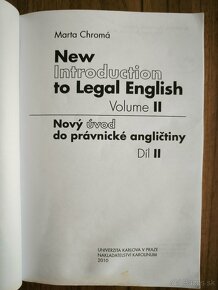 Marta Chromá
New
Introduction
to Legal English
Volume II
Nový úvod
do právnické angličtiny
Díl II
UNIVERZITA KARLOVA V PRAZE
NAKLADATELSTVÍ KAROLINUM
2010